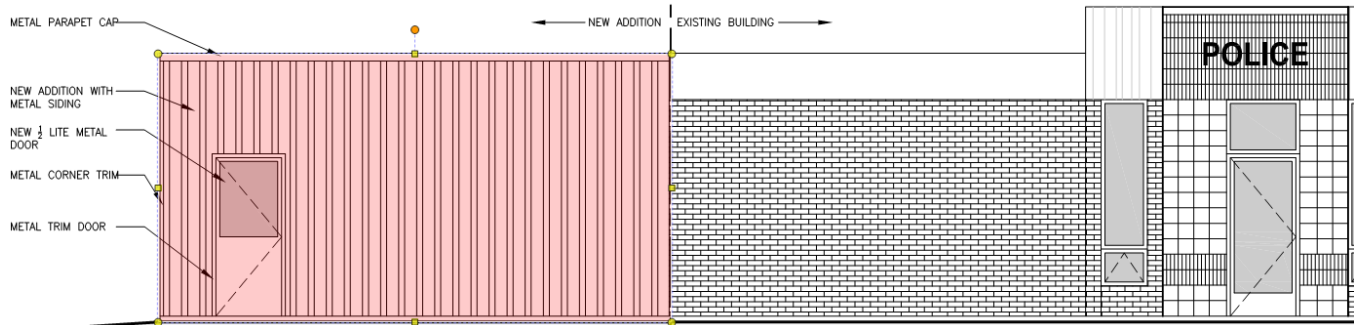 METAL PARAPET CAP
NEW ADDITION
EXISTING BUILDING
POLICE
NEW ADDITION WITH
METAL SIDING
NEW ½ LITE METAL
DOOR
METAL CORNER TRIM
METAL TRIM DOOR